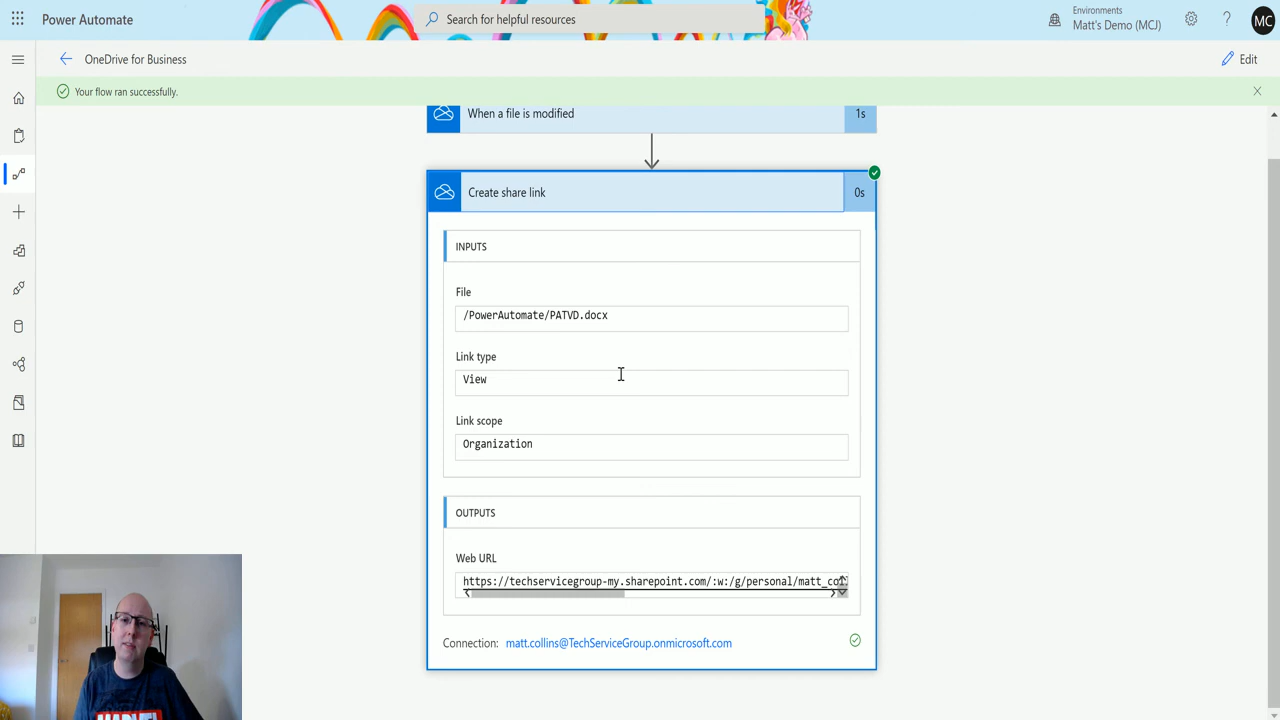 Power Automate
Search for helpful resources
Environments
Matt's Demo (MCJ)
MC
OneDrive for Business
Edit
Your flow ran successfully.
When a file is modified
1s
Create share link
0s
INPUTS
File
/PowerAutomate/PATVD.docx
Link type
View
Link scope
Organization
OUTPUTS
Web URL
https://techservicegroup-my.sharepoint.com/:w:/g/personal/matt_co
Connection: matt.collins@TechServiceGroup.onmicrosoft.com
MARVEL